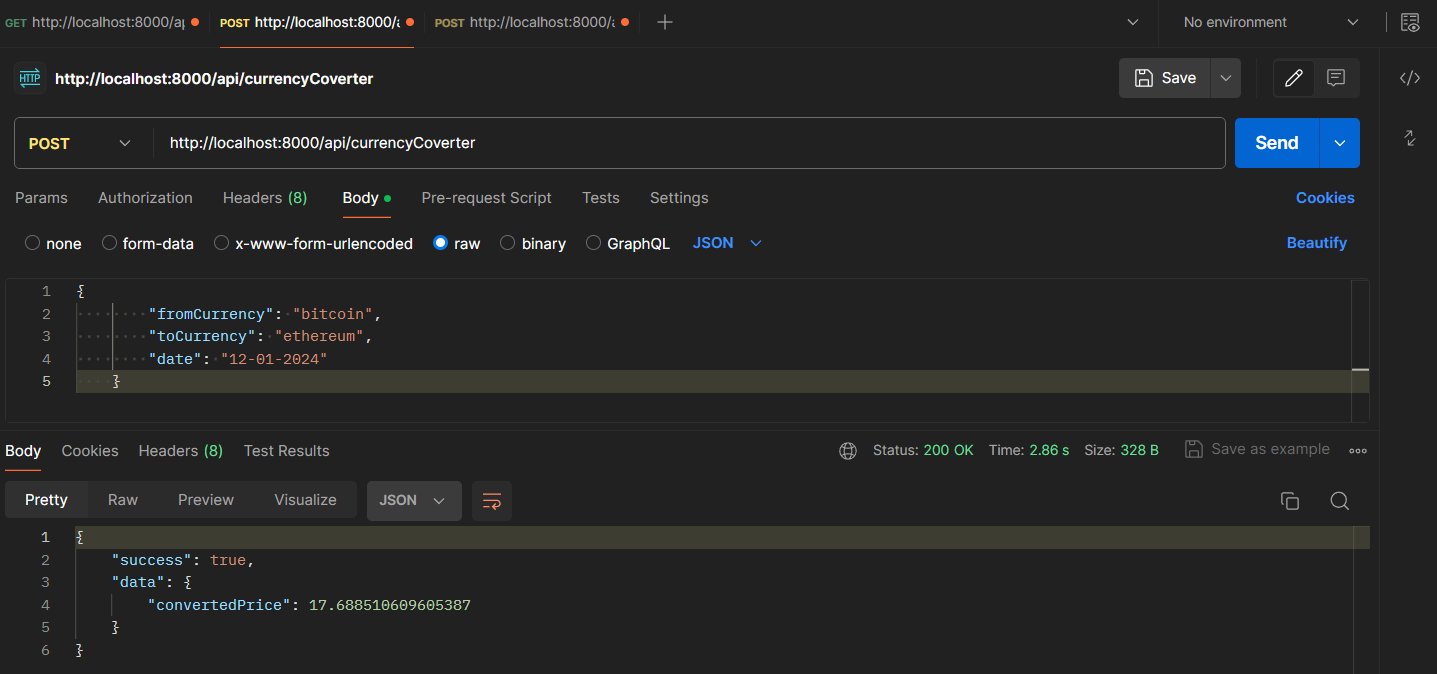 GET http://localhost:8000/ap POST http://localhost:8000/a POST http://localhost:8000/a No environment
HTTP http://localhost:8000/api/currencyCoverter Save
POST http://localhost:8000/api/currencyCoverter Send
Params Authorization Headers (8) Body Pre-request Script Tests Settings Cookies
none form-data x-www-form-urlencoded raw binary GraphQL JSON Beautify
1 {
2 "fromCurrency": "bitcoin",
3 "toCurrency": "ethereum",
4 "date": "12-01-2024"
5 }
Body Cookies Headers (8) Test Results Status: 200 OK Time: 2.86 s Size: 328 B Save as example
Pretty Raw Preview Visualize JSON
1 {
2 "success": true,
3 "data": {
4 "convertedPrice": 17.688510609605387
5 }
6 }